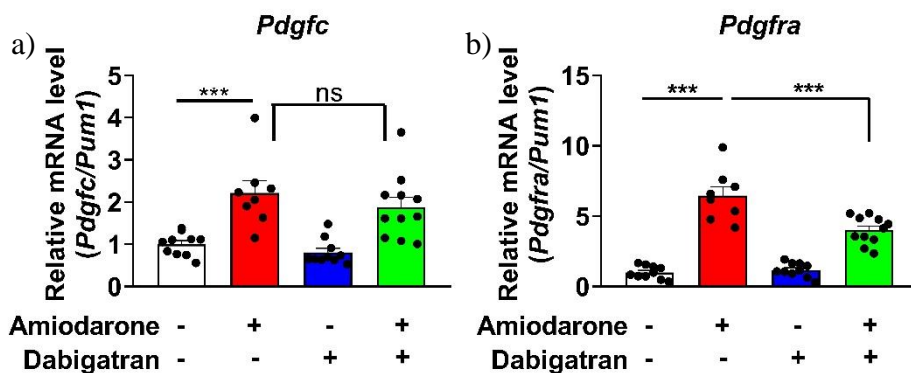 a)
Pdgfc
Relative mRNA level
(Pdgfc/Pum1)
5
4
3
2
1
0
***
ns
Amiodarone - + - +
Dabigatran - - + +
b)
Pdgfra
Relative mRNA level
(Pdgfra/Pum1)
15
10
5
0
***
***
Amiodarone - + - +
Dabigatran - - + +